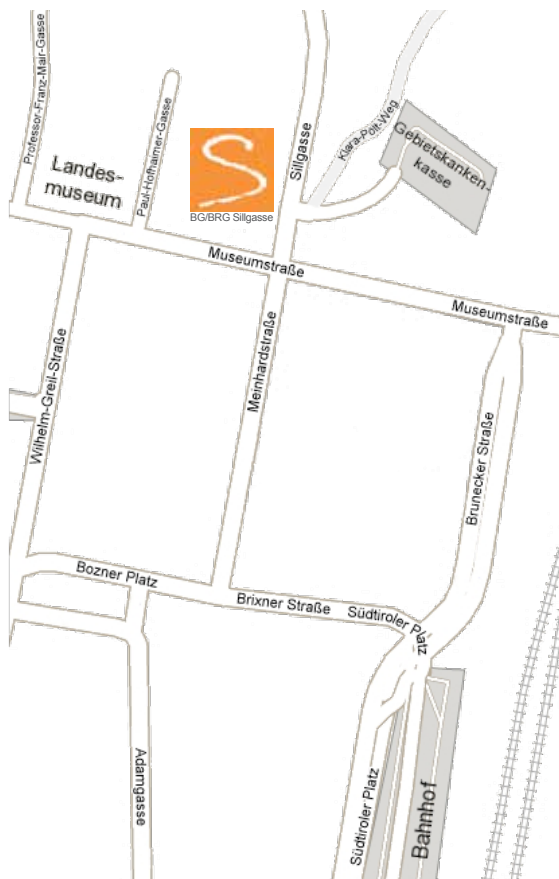 Professor-Franz-Mair-Gasse
Landes-
museum
Paul-Hofhaimer-Gasse
S
BG/BRG Sillgasse
Sillgasse
Klara-Pölt-Weg
Gebietskanken-
kasse
Museumstraße
Museumstraße
Wilhelm-Greil-Straße
Meinhardstraße
Brunecker Straße
Bozner Platz
Brixner Straße
Südtiroler Platz
Adamgasse
Südtiroler Platz
Bahnhof